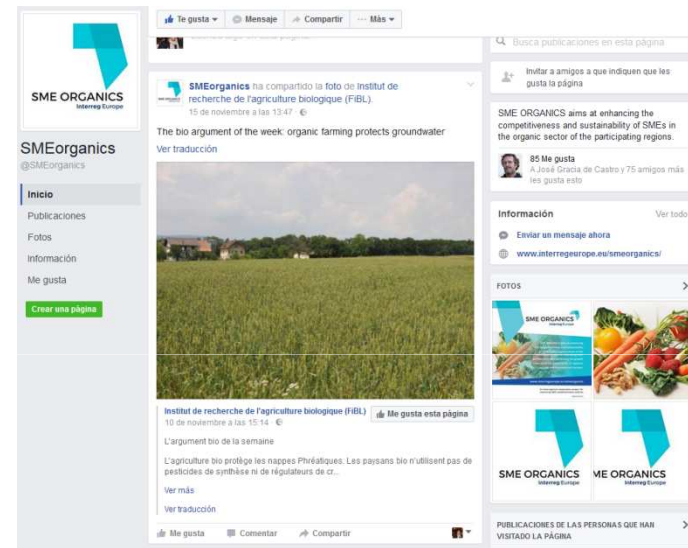 Te gusta
Mensaje
Compartir
Más
SME ORGANICS
Interreg Europe
SMEorganics
@SMEorganics
Inicio
Publicaciones
Fotos
Información
Me gusta
Crear una página
SMEorganics ha compartido la foto de Institut de
recherche de l'agriculture biologique (FiBL).
15 de noviembre a las 13:47 ·
The bio argument of the week: organic farming protects groundwater
Ver traducción
Institut de recherche de l'agriculture biologique (FiBL)
Me gusta esta página
10 de noviembre a las 15:14
L'argument bio de la semaine
L'agriculture bio protège les nappes Phréatiques. Les paysans bio n'utilisent pas de
pesticides de synthèse ni de régulateurs de cr...
Ver más
Ver traducción
Me gusta
Comentar
Compartir
Busca publicaciones en esta página
Invitar a amigos a que indiquen que les
gusta la página
SME ORGANICS aims at enhancing the
competitiveness and sustainability of SMEs in
the organic sector of the participating regions.
85 Me gusta
A José Gracia de Castro y 75 amigos más
les gusta esto
Información
Ver todo
Enviar un mensaje ahora
www.interregeurope.eu/smeorganics/
FOTOS
SME ORGANICS
Interreg Europe
SME ORGANICS
Interreg Europe
ME ORGANICS
Interreg Europe
PUBLICACIONES DE LAS PERSONAS QUE HAN
VISITADO LA PÁGINA